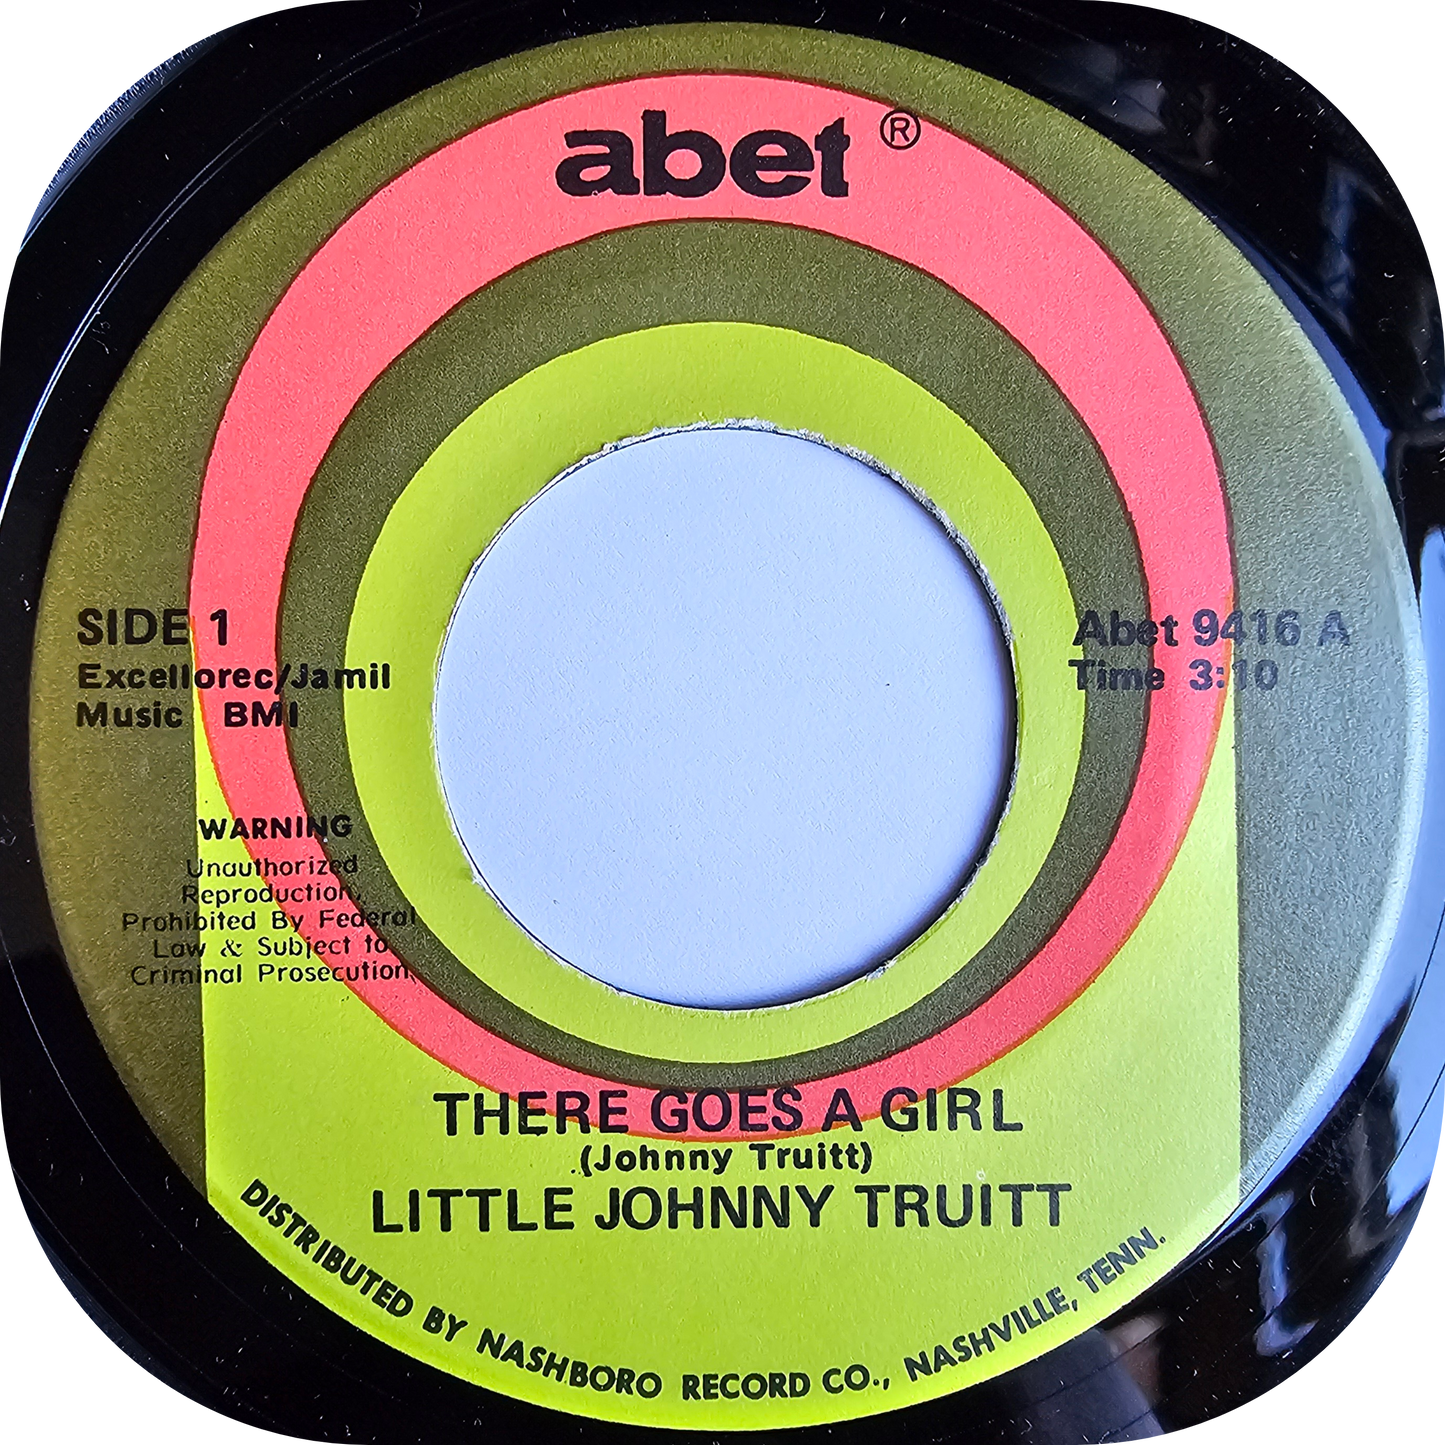 abet ®
SIDE 1
Excellorec/Jamil
Music BMI
Abet 9416 A
Time 3:10
WARNING
Unauthorized
Reproduction,
Prohibited By Federal
Law & Subject to
Criminal Prosecution,
THERE GOES A GIRL
(Johnny Truitt)
LITTLE JOHNNY TRUITT
DISTRIBUTED BY NASHBORO RECORD CO., NASHVILLE, TENN.